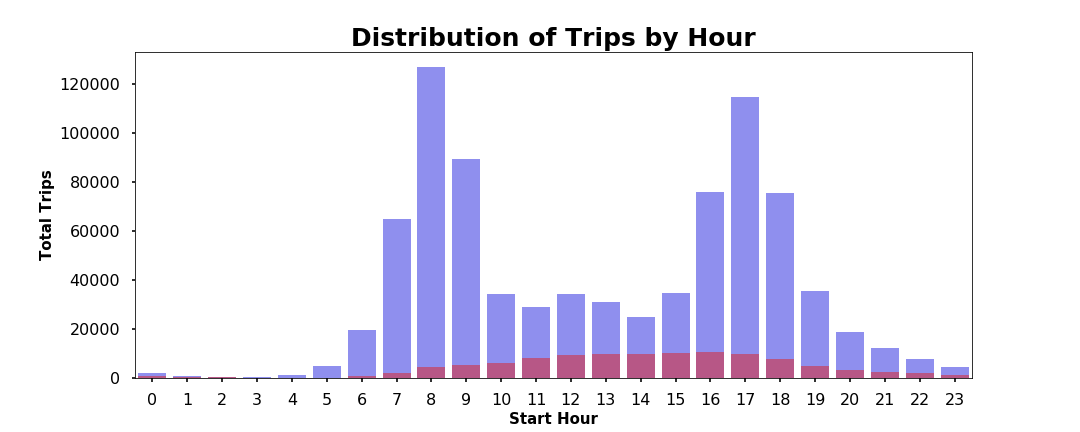 Distribution of Trips by Hour
120000
100000
80000
60000
40000
20000
0
Total Trips
0 1 2 3 4 5 6 7 8 9 10 11 12 13 14 15 16 17 18 19 20 21 22 23
Start Hour